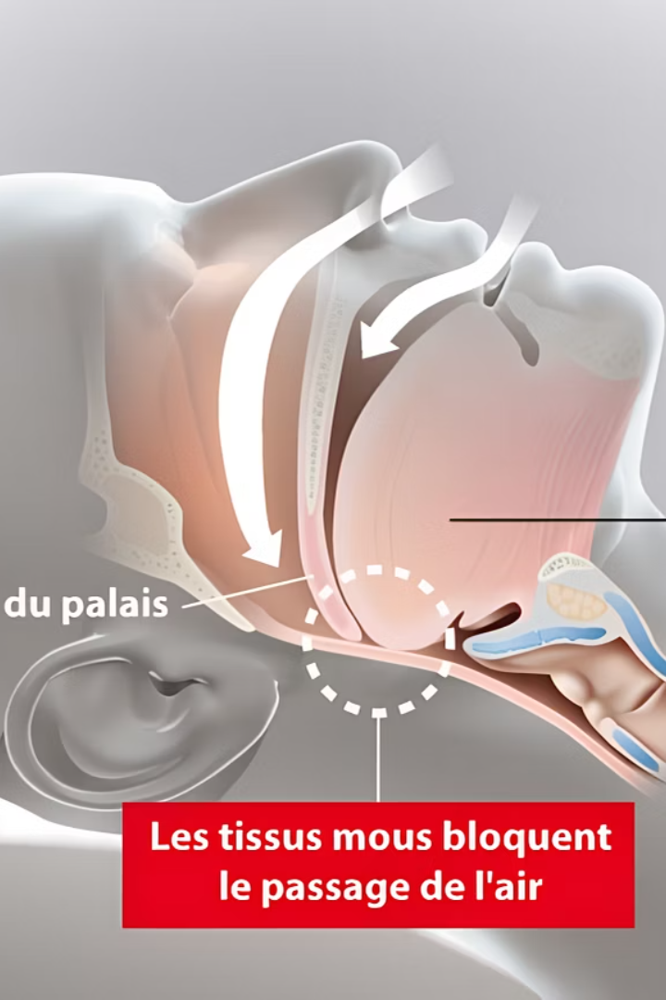 du palais
Les tissus mous bloquent
le passage de l'air